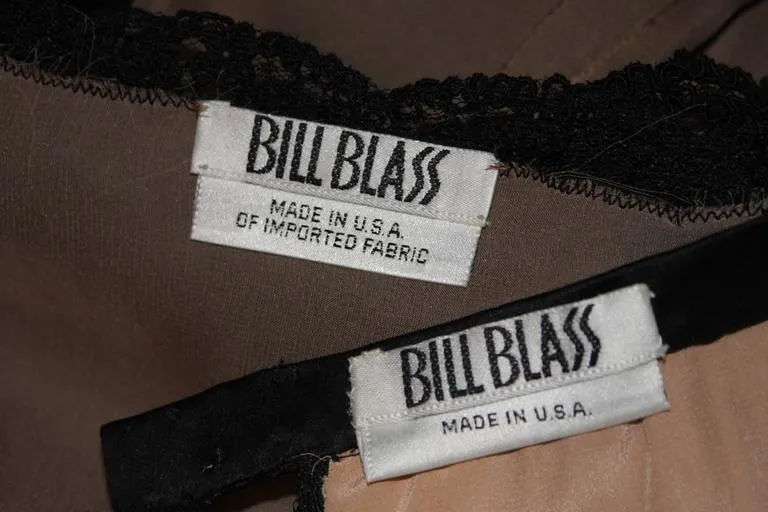 BILL BLASS
MADE IN U.S.A.
OF IMPORTED FABRIC
BILL BLASS
MADE IN U.S.A.